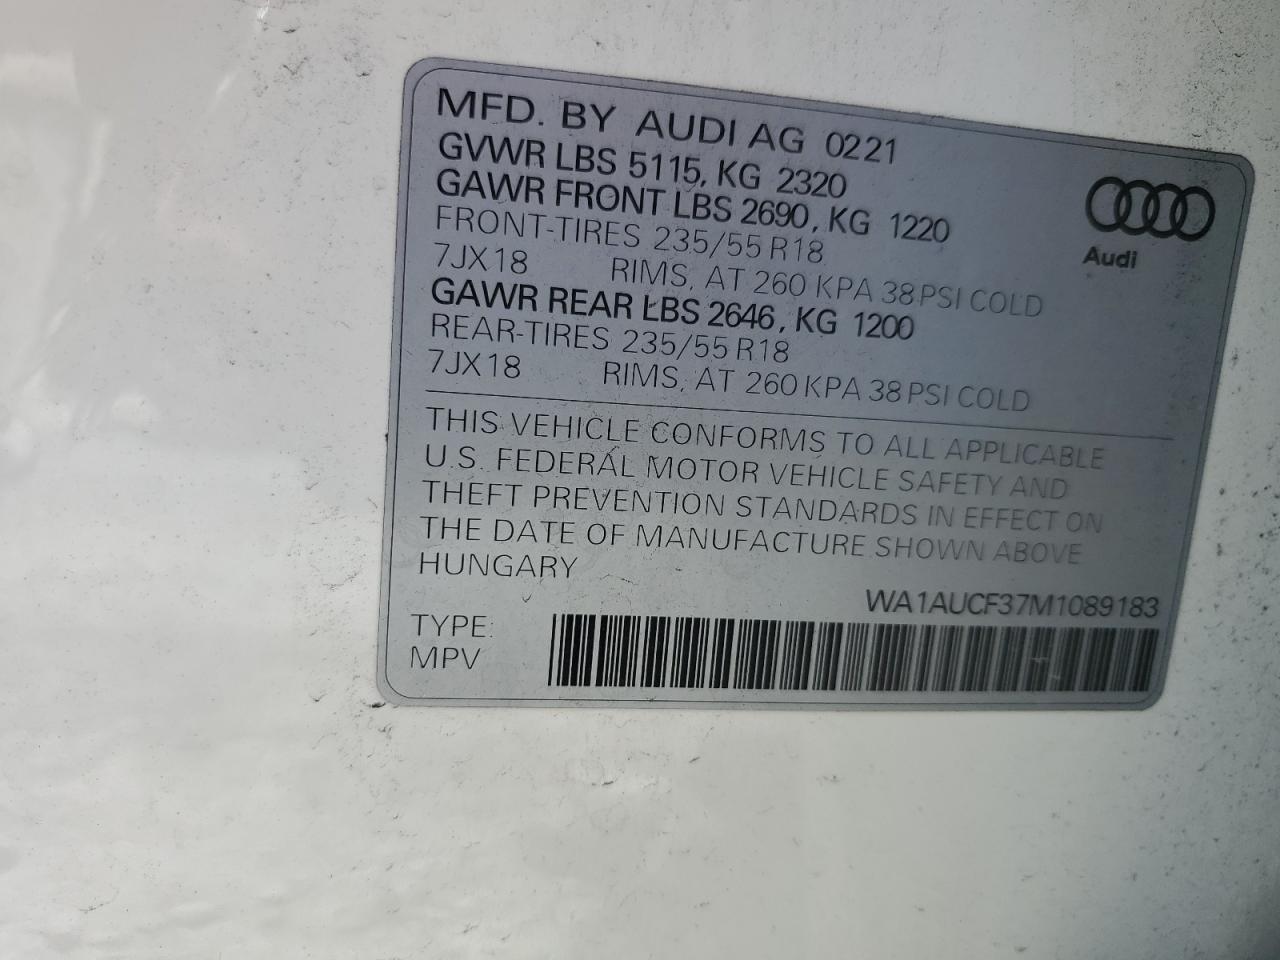 MFD. BY AUDI AG 0221
GVWR LBS 5115, KG 2320
GAWR FRONT LBS 2690, KG 1220
FRONT-TIRES 235/55 R18
7JX18 RIMS, AT 260 KPA 38 PSI COLD
GAWR REAR LBS 2646, KG 1200
REAR-TIRES 235/55 R18
7JX18 RIMS, AT 260 KPA 38 PSI COLD
Audi
THIS VEHICLE CONFORMS TO ALL APPLICABLE
U.S. FEDERAL MOTOR VEHICLE SAFETY AND
THEFT PREVENTION STANDARDS IN EFFECT ON
THE DATE OF MANUFACTURE SHOWN ABOVE
HUNGARY
WA1AUCF37M1089183
TYPE:
MPV